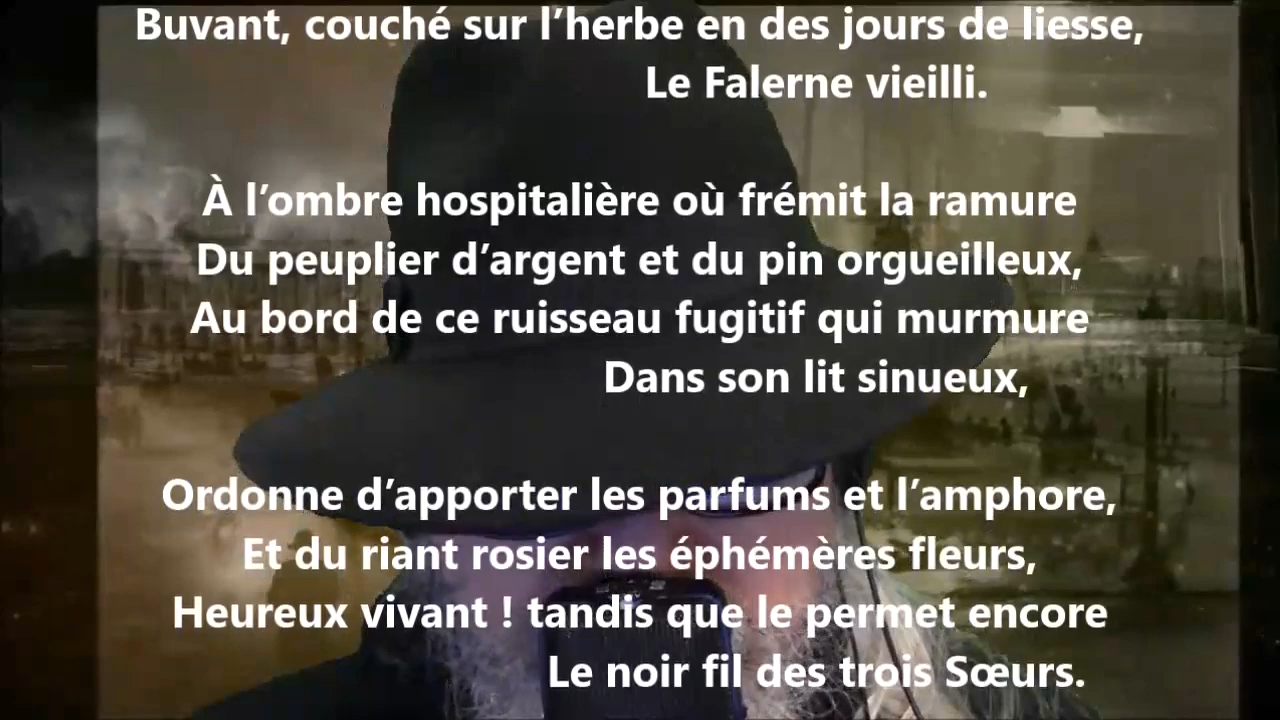 Buvant, couché sur l’herbe en des jours de liesse,
Le Falerne vieilli.
À l’ombre hospitalière où frémit la ramure
Du peuplier d’argent et du pin orgueilleux,
Au bord de ce ruisseau fugitif qui murmure
Dans son lit sinueux,
Ordonne d’apporter les parfums et l’amphore,
Et du riant rosier les éphémères fleurs,
Heureux vivant ! tandis que le permet encore
Le noir fil des trois Sœurs.